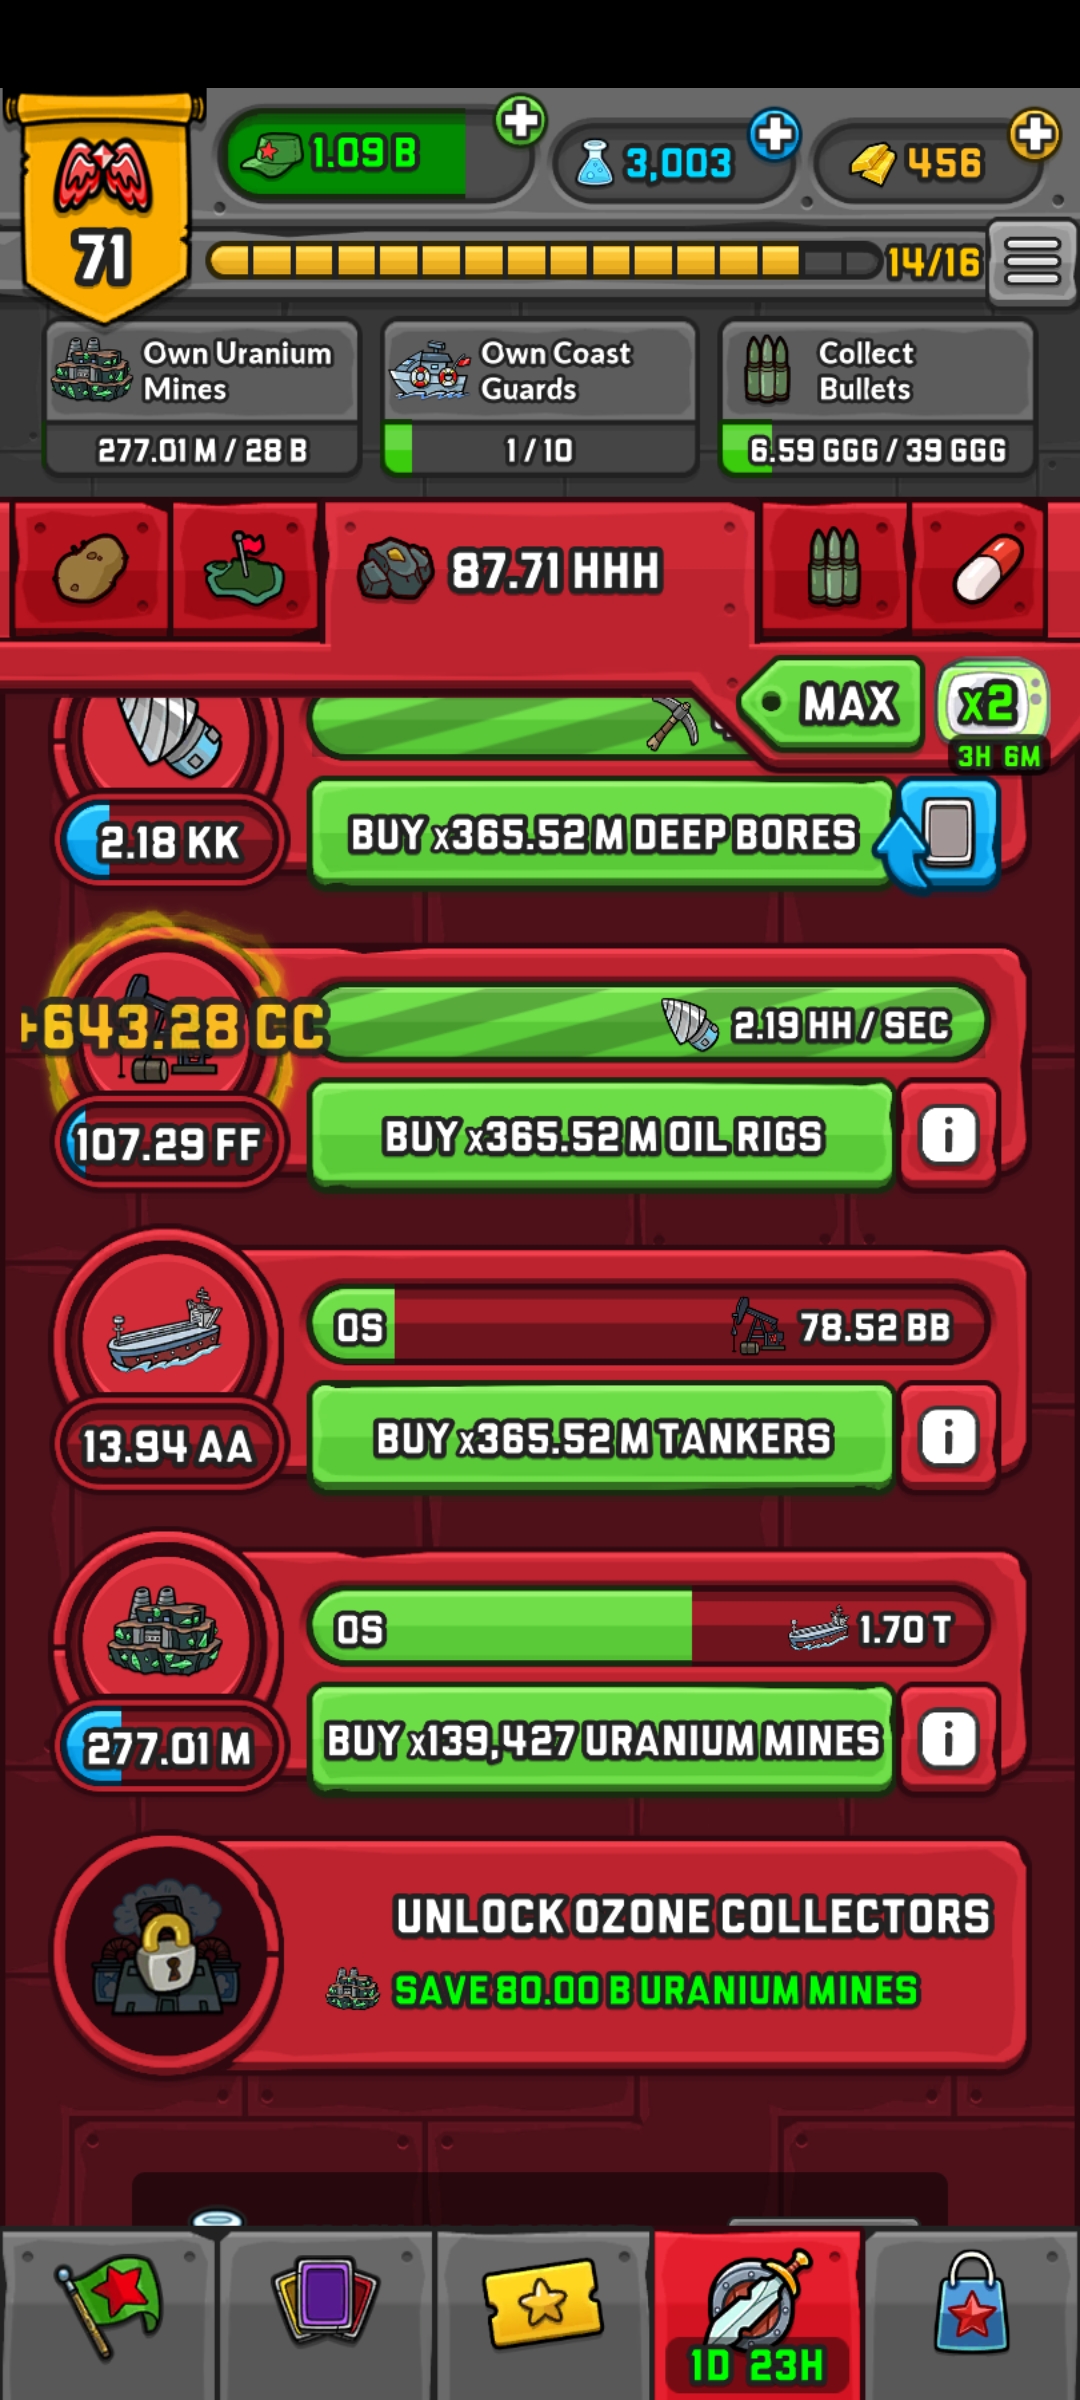 1.09 B
3,003
456
71
14/16
Own Uranium
Mines
277.01 M / 28 B
Own Coast
Guards
1 / 10
Collect
Bullets
6.59 GGG / 39 GGG
87.71 HHH
MAX
x2
3H 6M
2.18 KK
BUY x365.52 M DEEP BORES
+643.28 CC
2.19 HH / SEC
107.29 FF
BUY x365.52 M OIL RIGS
i
0S
78.52 BB
13.94 AA
BUY x365.52 M TANKERS
i
0S
1.70 T
277.01 M
BUY x139,427 URANIUM MINES
i
UNLOCK OZONE COLLECTORS
SAVE 80.00 B URANIUM MINES
1D 23H